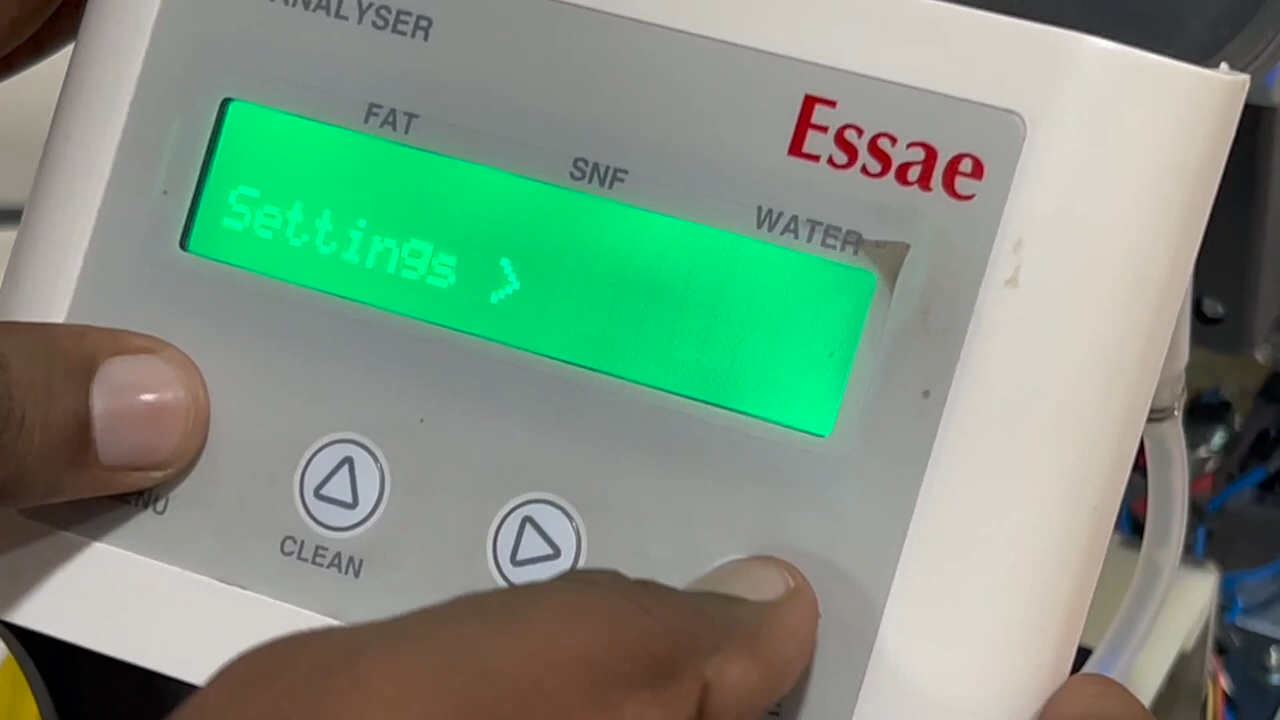 ANALYSER
Essae
FAT
SNF
WATER
Settings >
CLEAN